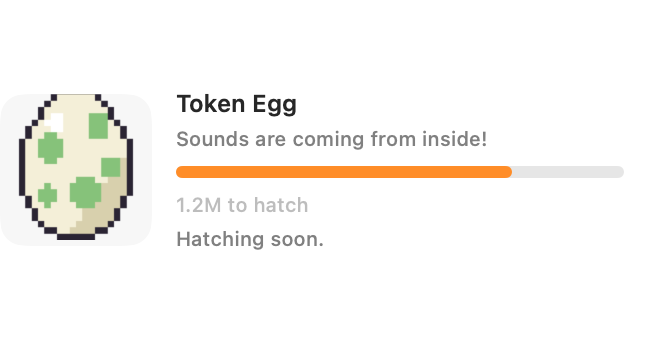 Token Egg
Sounds are coming from inside!
1.2M to hatch
Hatching soon.